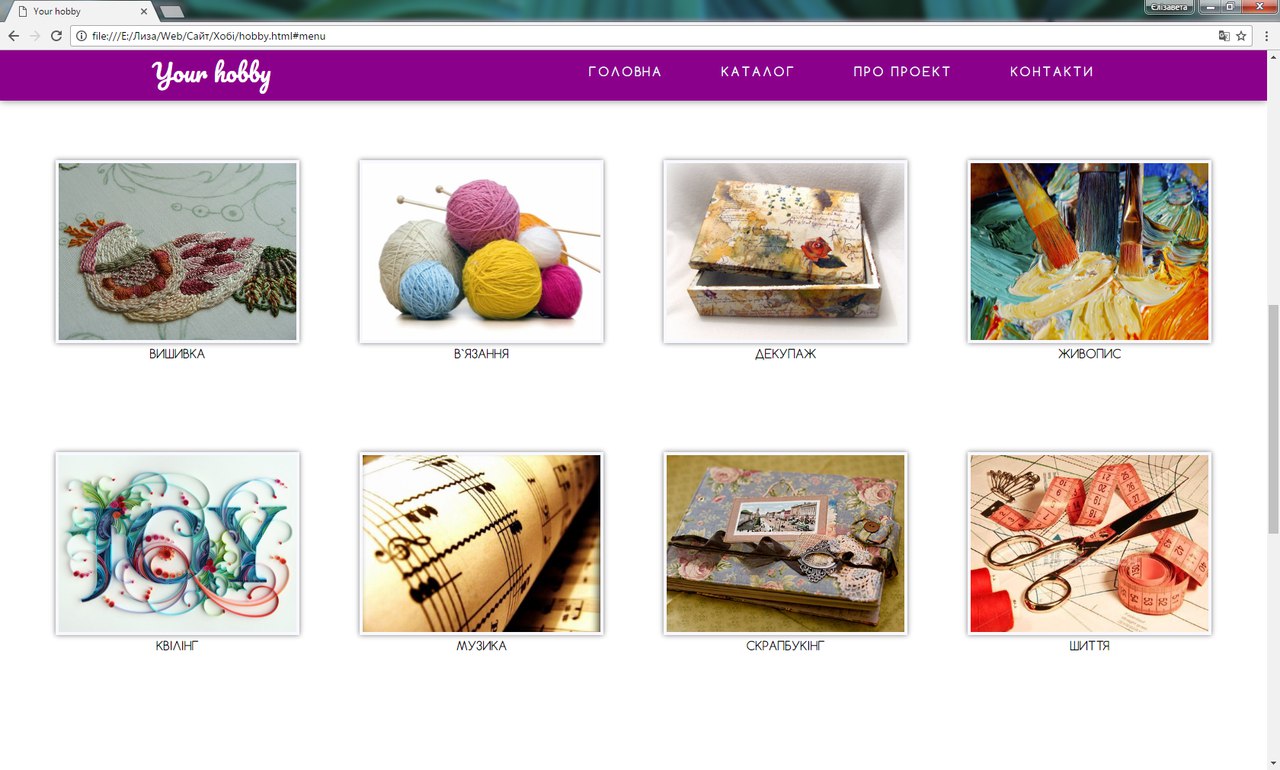 Your hobby
Єлізавета
file:///E:/Лиза/Web/Сайт/Хобі/hobby.html#menu
Your hobby
ГОЛОВНА
КАТАЛОГ
ПРО ПРОЕКТ
КОНТАКТИ
ВИШИВКА
В`ЯЗАННЯ
ДЕКУПАЖ
ЖИВОПИС
JOY
КВІЛІНГ
МУЗИКА
СКРАПБУКІНГ
ШИТТЯ